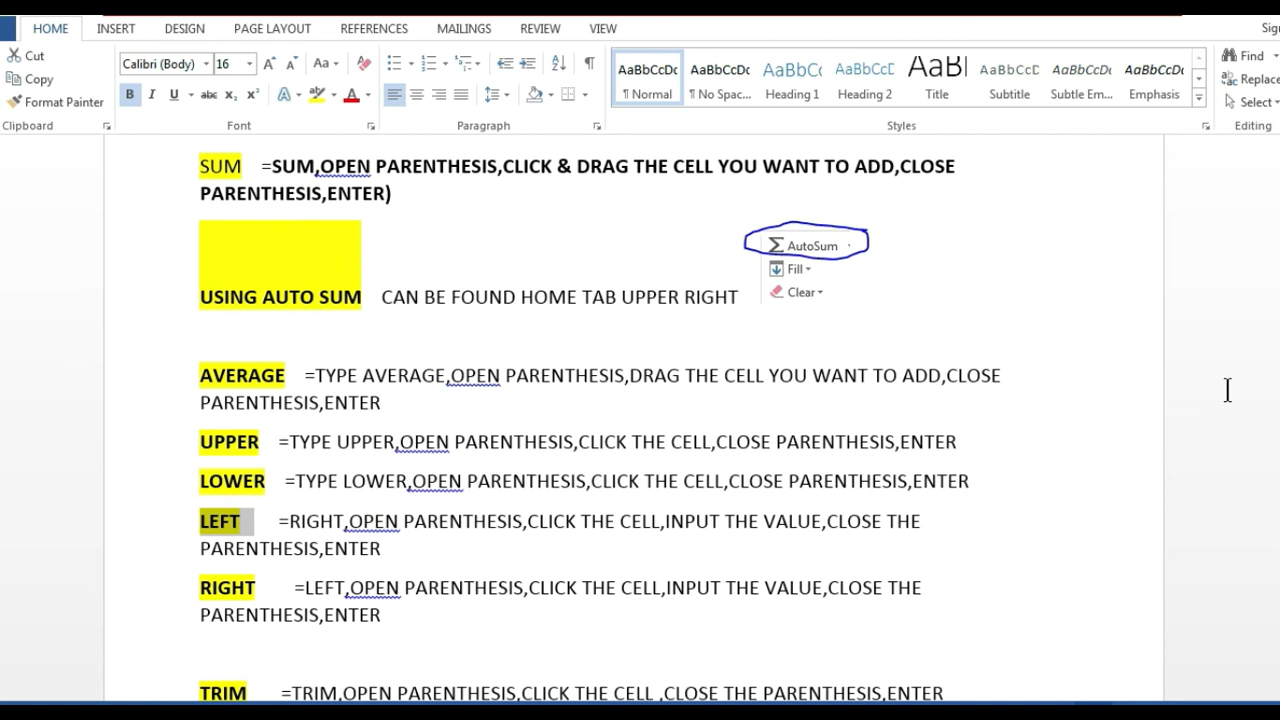 HOME INSERT DESIGN PAGE LAYOUT REFERENCES MAILINGS REVIEW VIEW
Cut
Copy
Format Painter
Clipboard
Calibri (Body) 16
Aa
B I U abc x₂ x² A ab A
Font
Paragraph
AaBbCcDc AaBbCcDc AaBbCc AaBbCcD AaBl AaBbCcD AaBbCcDc AaBbCcDc
¶ Normal ¶ No Spac... Heading 1 Heading 2 Title Subtitle Subtle Em... Emphasis
Styles
Find
Replac
Select
Editing
SUM =SUM,OPEN PARENTHESIS,CLICK & DRAG THE CELL YOU WANT TO ADD,CLOSE
PARENTHESIS,ENTER)
Σ AutoSum
Fill
Clear
USING AUTO SUM CAN BE FOUND HOME TAB UPPER RIGHT
AVERAGE =TYPE AVERAGE,OPEN PARENTHESIS,DRAG THE CELL YOU WANT TO ADD,CLOSE
PARENTHESIS,ENTER
UPPER =TYPE UPPER,OPEN PARENTHESIS,CLICK THE CELL,CLOSE PARENTHESIS,ENTER
LOWER =TYPE LOWER,OPEN PARENTHESIS,CLICK THE CELL,CLOSE PARENTHESIS,ENTER
LEFT =RIGHT,OPEN PARENTHESIS,CLICK THE CELL,INPUT THE VALUE,CLOSE THE
PARENTHESIS,ENTER
RIGHT =LEFT,OPEN PARENTHESIS,CLICK THE CELL,INPUT THE VALUE,CLOSE THE
PARENTHESIS,ENTER
TRIM =TRIM,OPEN PARENTHESIS,CLICK THE CELL ,CLOSE THE PARENTHESIS,ENTER